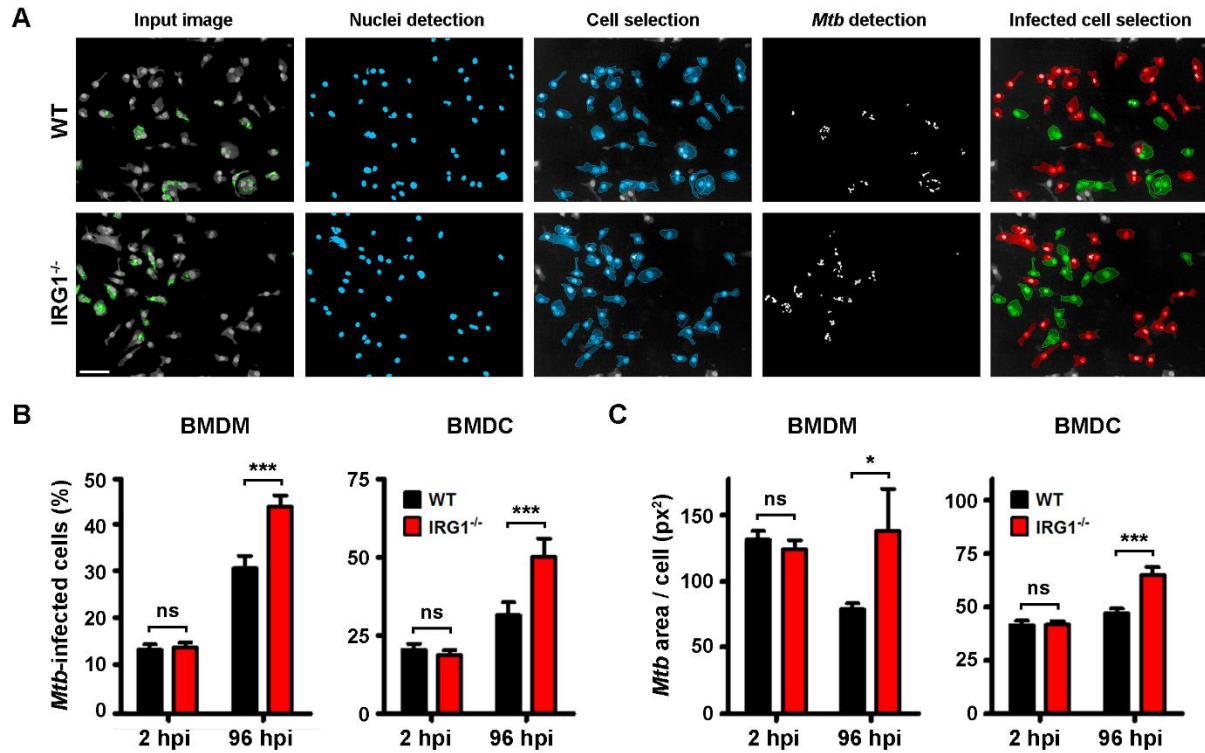 A
Input image Nuclei detection Cell selection Mtb detection Infected cell selection
WT
IRG1-/-
B
BMDM
Mtb-infected cells (%)
50
40
30
20
10
0
ns
***
2 hpi 96 hpi
BMDC
75
50
25
0
WT
IRG1-/-
ns
***
2 hpi 96 hpi
C
BMDM
Mtb area / cell (px²)
150
100
50
0
ns
*
2 hpi 96 hpi
BMDC
100
75
50
25
0
WT
IRG1-/-
ns
***
2 hpi 96 hpi